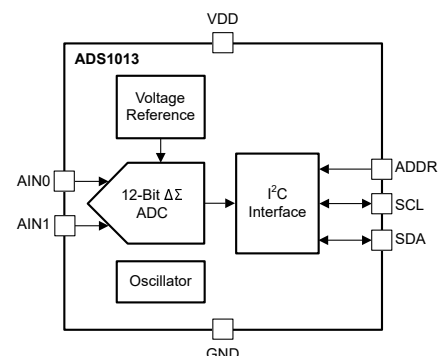 VDD
ADS1013
Voltage
Reference
AIN0
AIN1
12-Bit ΔΣ
ADC
I²C
Interface
ADDR
SCL
SDA
Oscillator
GND